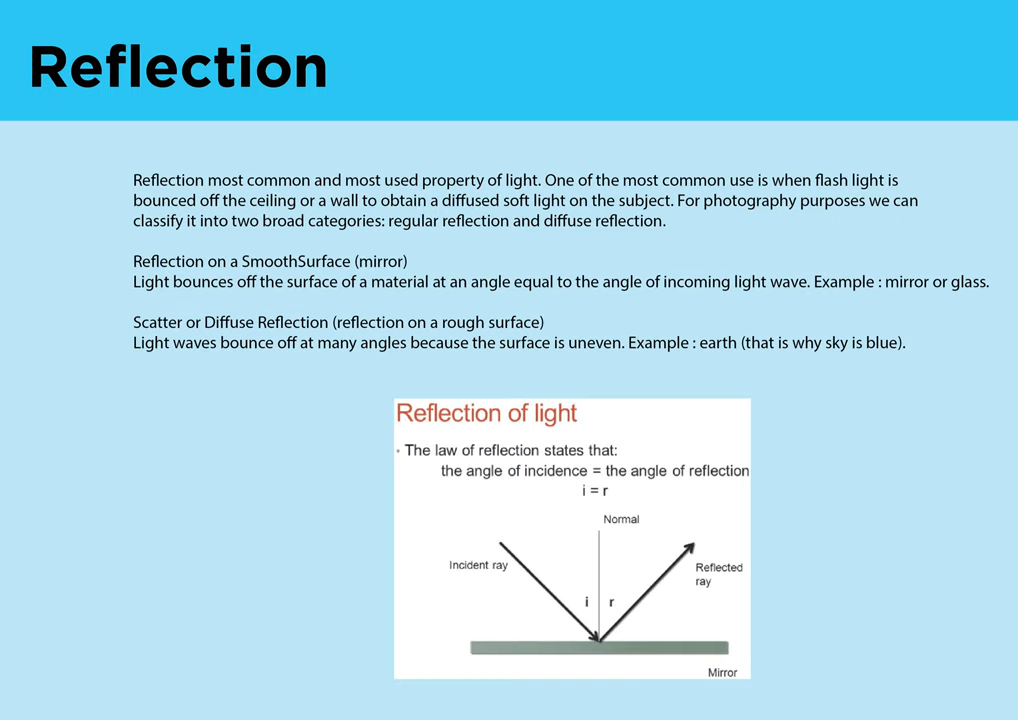 Reflection
Reflection most common and most used property of light. One of the most common use is when flash light is
bounced off the ceiling or a wall to obtain a diffused soft light on the subject. For photography purposes we can
classify it into two broad categories: regular reflection and diffuse reflection.
Reflection on a SmoothSurface (mirror)
Light bounces off the surface of a material at an angle equal to the angle of incoming light wave. Example : mirror or glass.
Scatter or Diffuse Reflection (reflection on a rough surface)
Light waves bounce off at many angles because the surface is uneven. Example : earth (that is why sky is blue).
Reflection of light
• The law of reflection states that:
the angle of incidence = the angle of reflection
i = r
Normal
Incident ray
Reflected
ray
i r
Mirror